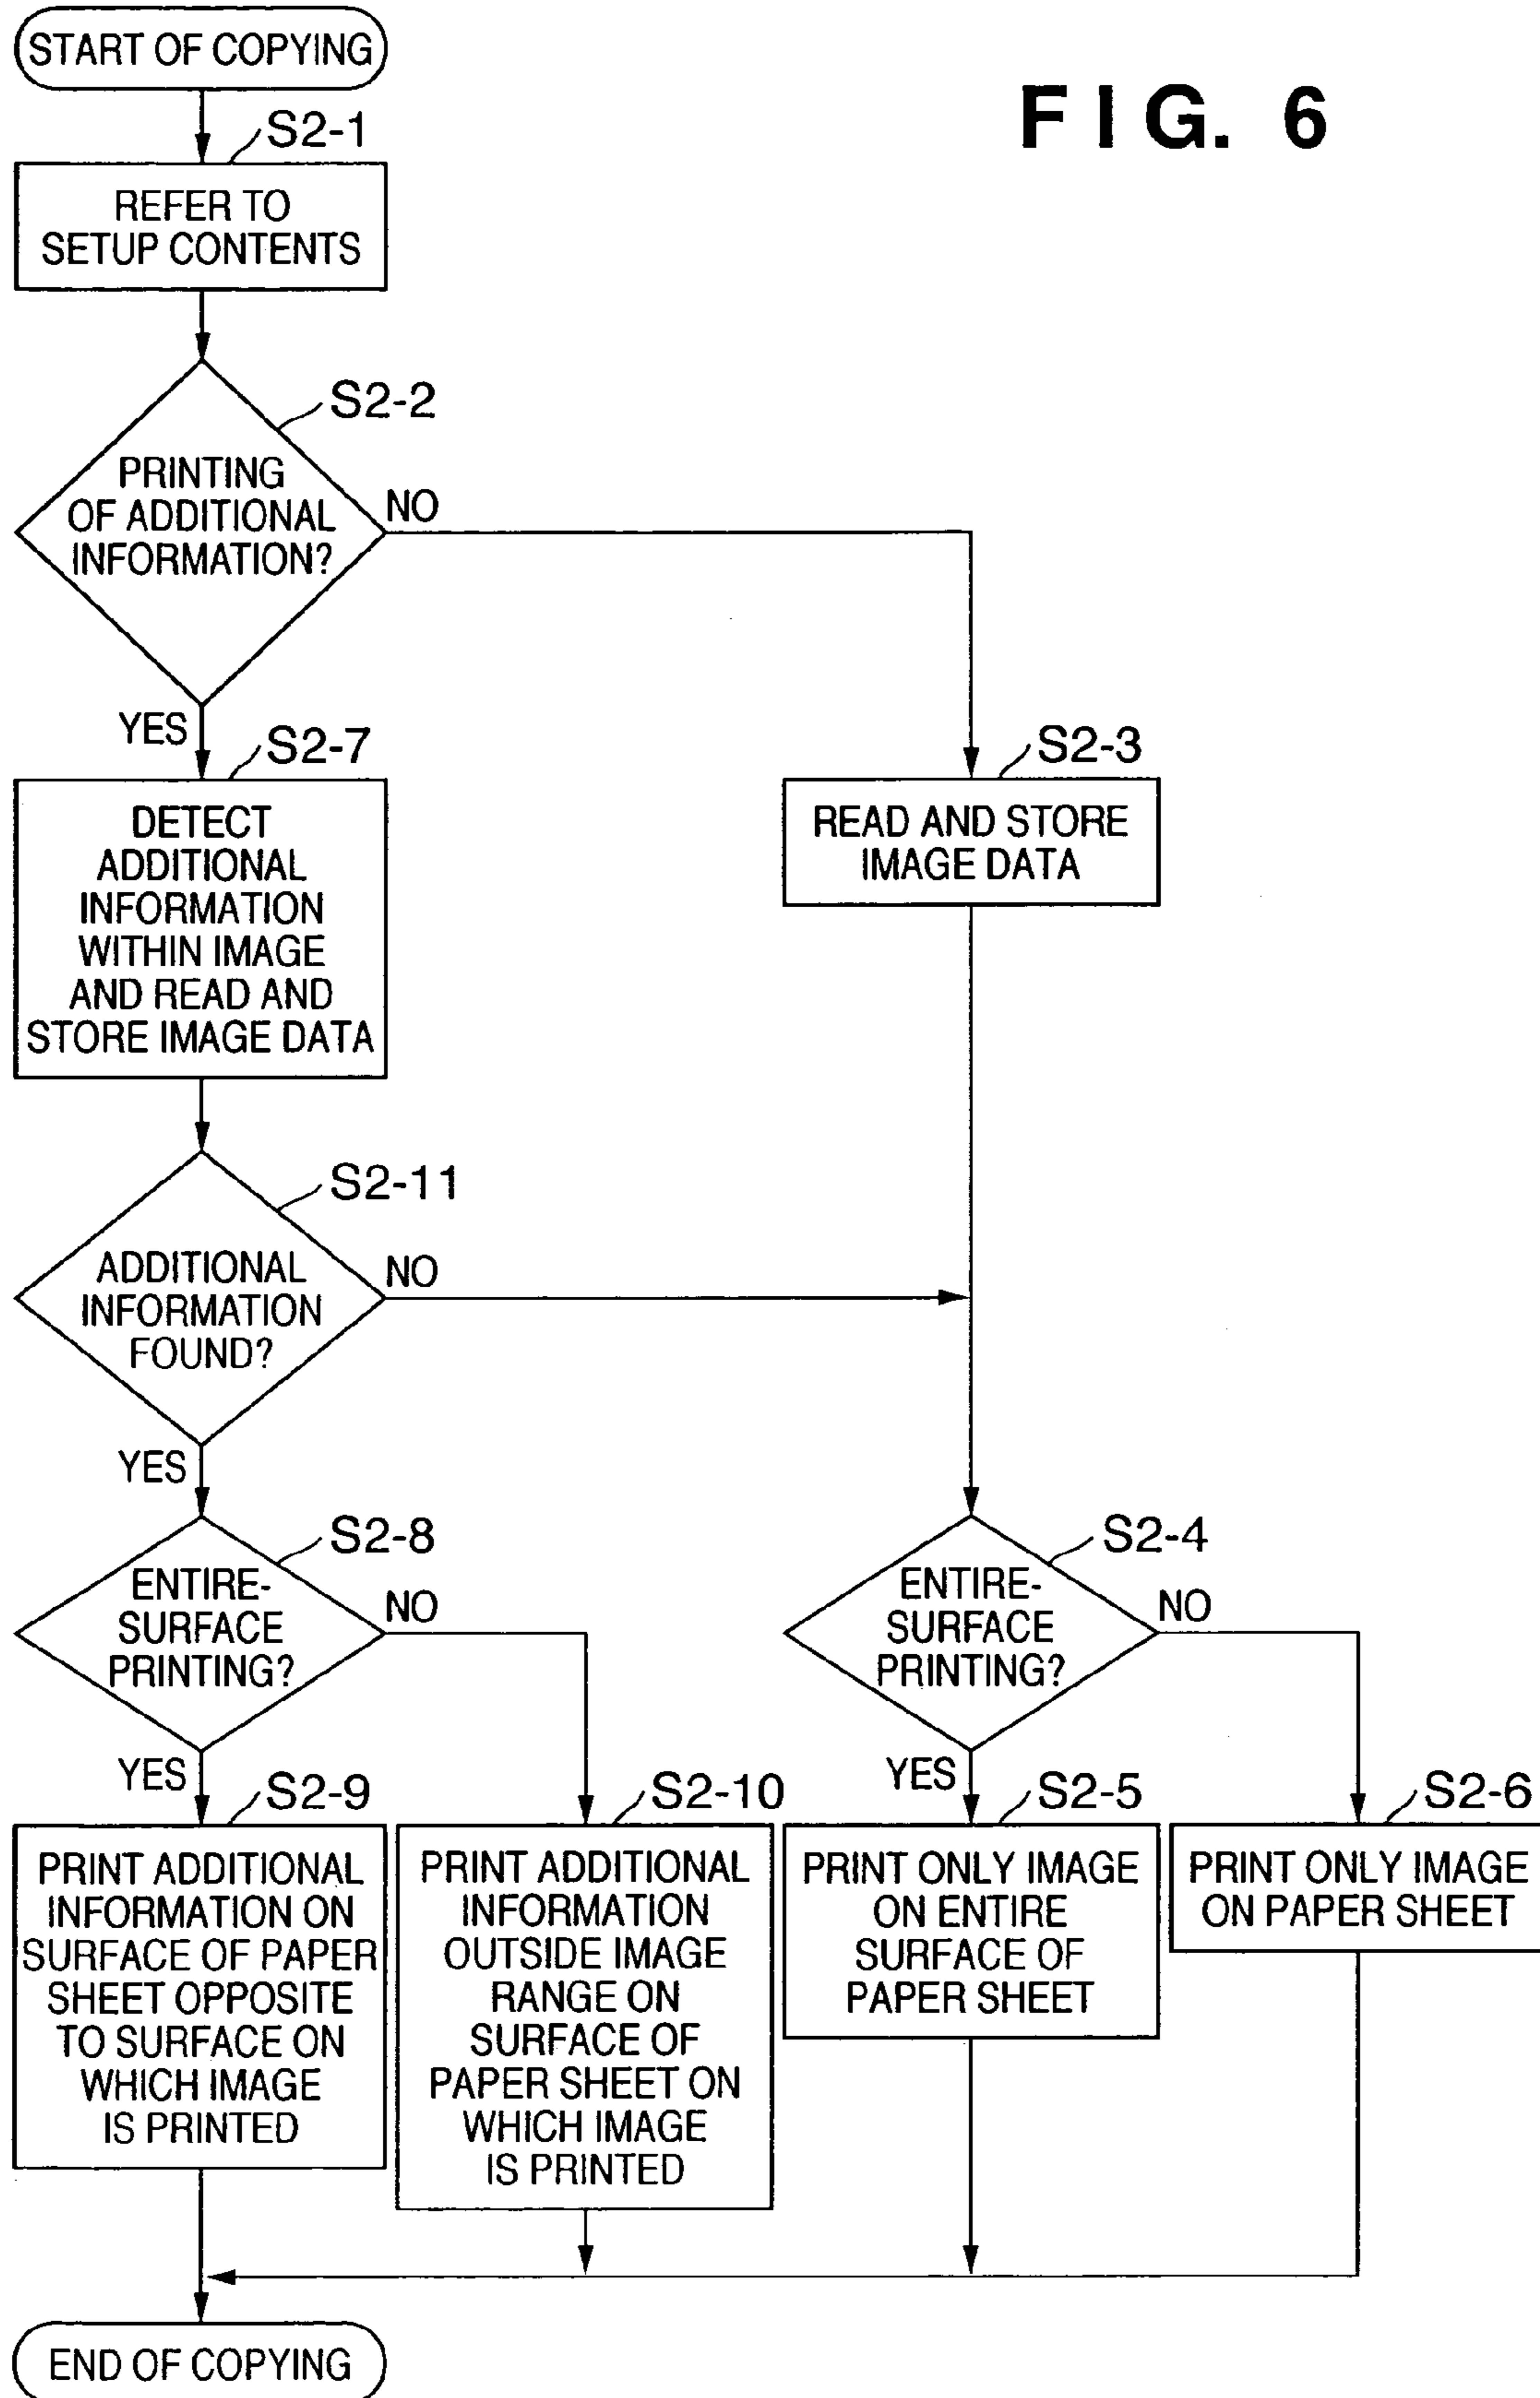 START OF COPYING
FIG. 6
S2-1
REFER TO
SETUP CONTENTS
S2-2
PRINTING
OF ADDITIONAL
INFORMATION?
NO
YES
S2-7
DETECT
ADDITIONAL
INFORMATION
WITHIN IMAGE
AND READ AND
STORE IMAGE DATA
S2-3
READ AND STORE
IMAGE DATA
S2-11
ADDITIONAL
INFORMATION
FOUND?
NO
YES
S2-8
ENTIRE-
SURFACE
PRINTING?
NO
YES
S2-4
ENTIRE-
SURFACE
PRINTING?
NO
YES
S2-9
PRINT ADDITIONAL
INFORMATION ON
SURFACE OF PAPER
SHEET OPPOSITE
TO SURFACE ON
WHICH IMAGE
IS PRINTED
S2-10
PRINT ADDITIONAL
INFORMATION
OUTSIDE IMAGE
RANGE ON
SURFACE OF
PAPER SHEET ON
WHICH IMAGE
IS PRINTED
S2-5
PRINT ONLY IMAGE
ON ENTIRE
SURFACE OF
PAPER SHEET
S2-6
PRINT ONLY IMAGE
ON PAPER SHEET
END OF COPYING